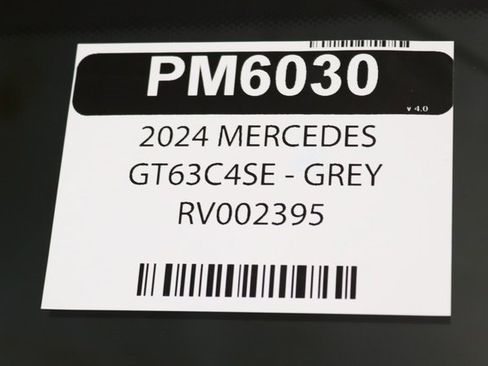 PM6030
v 4.0
2024 MERCEDES
GT63C4SE - GREY
RV002395